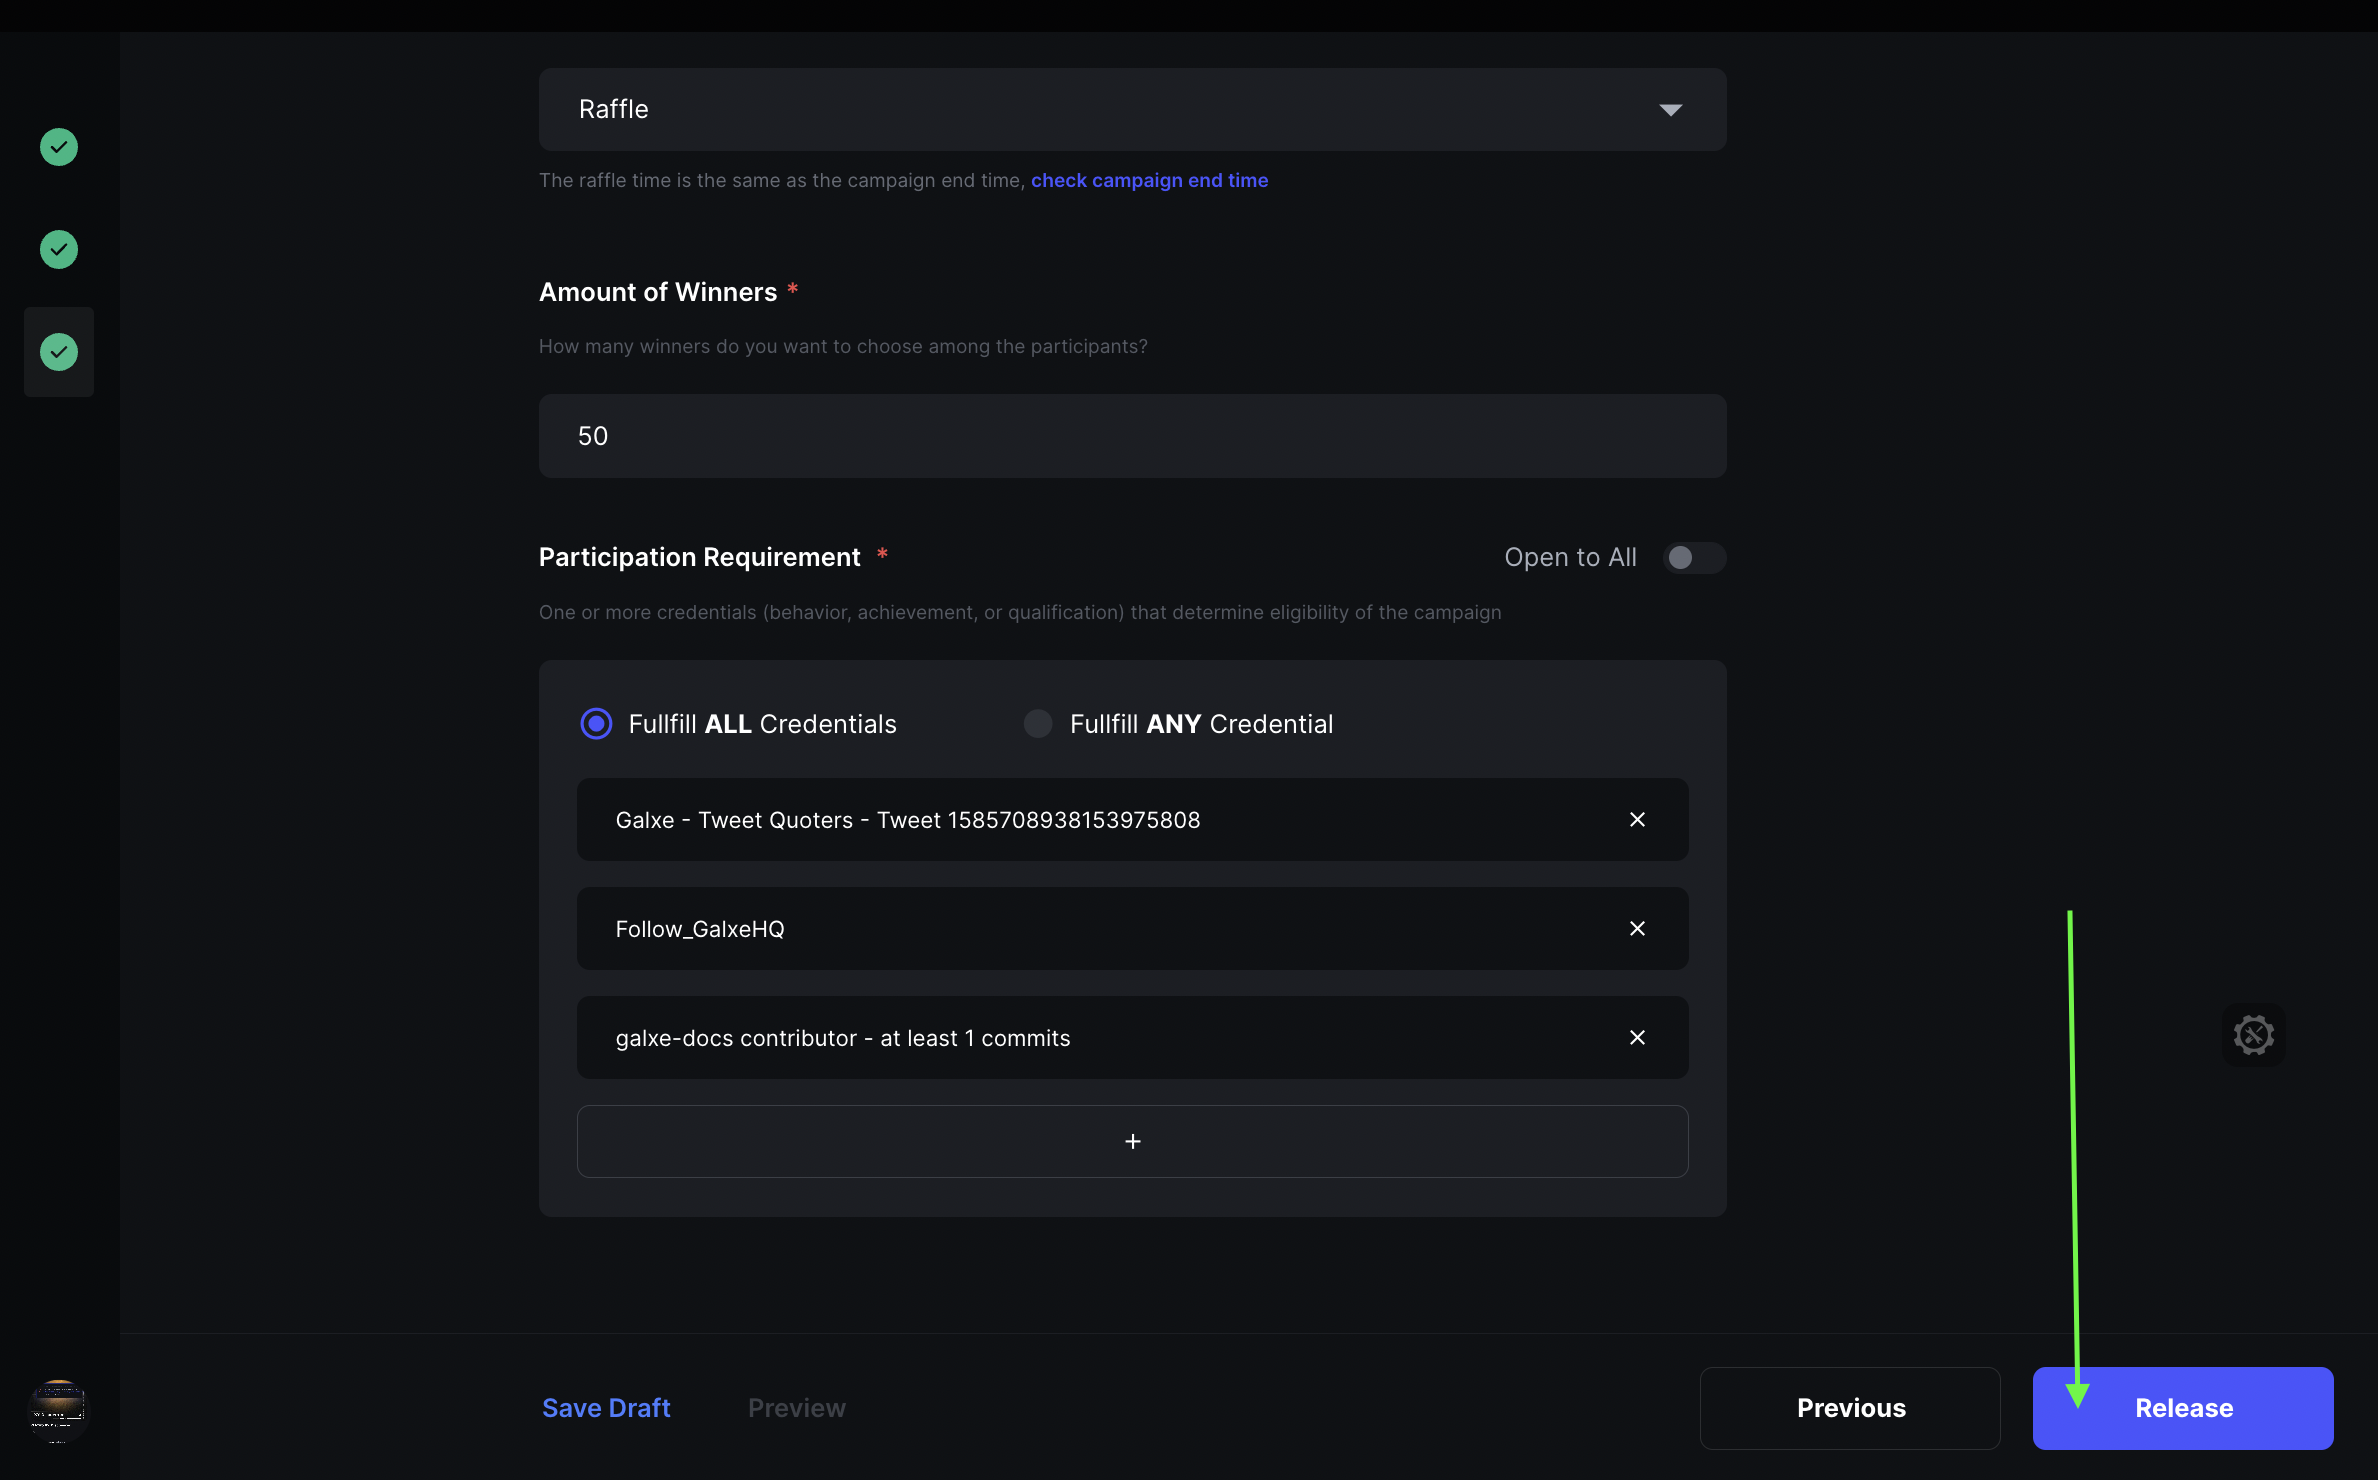 Raffle
The raffle time is the same as the campaign end time, check campaign end time
Amount of Winners *
How many winners do you want to choose among the participants?
50
Participation Requirement *
Open to All
One or more credentials (behavior, achievement, or qualification) that determine eligibility of the campaign
Fullfill ALL Credentials
Fullfill ANY Credential
Galxe - Tweet Quoters - Tweet 1585708938153975808
Follow_GalxeHQ
galxe-docs contributor - at least 1 commits
+
Save Draft
Preview
Previous
Release